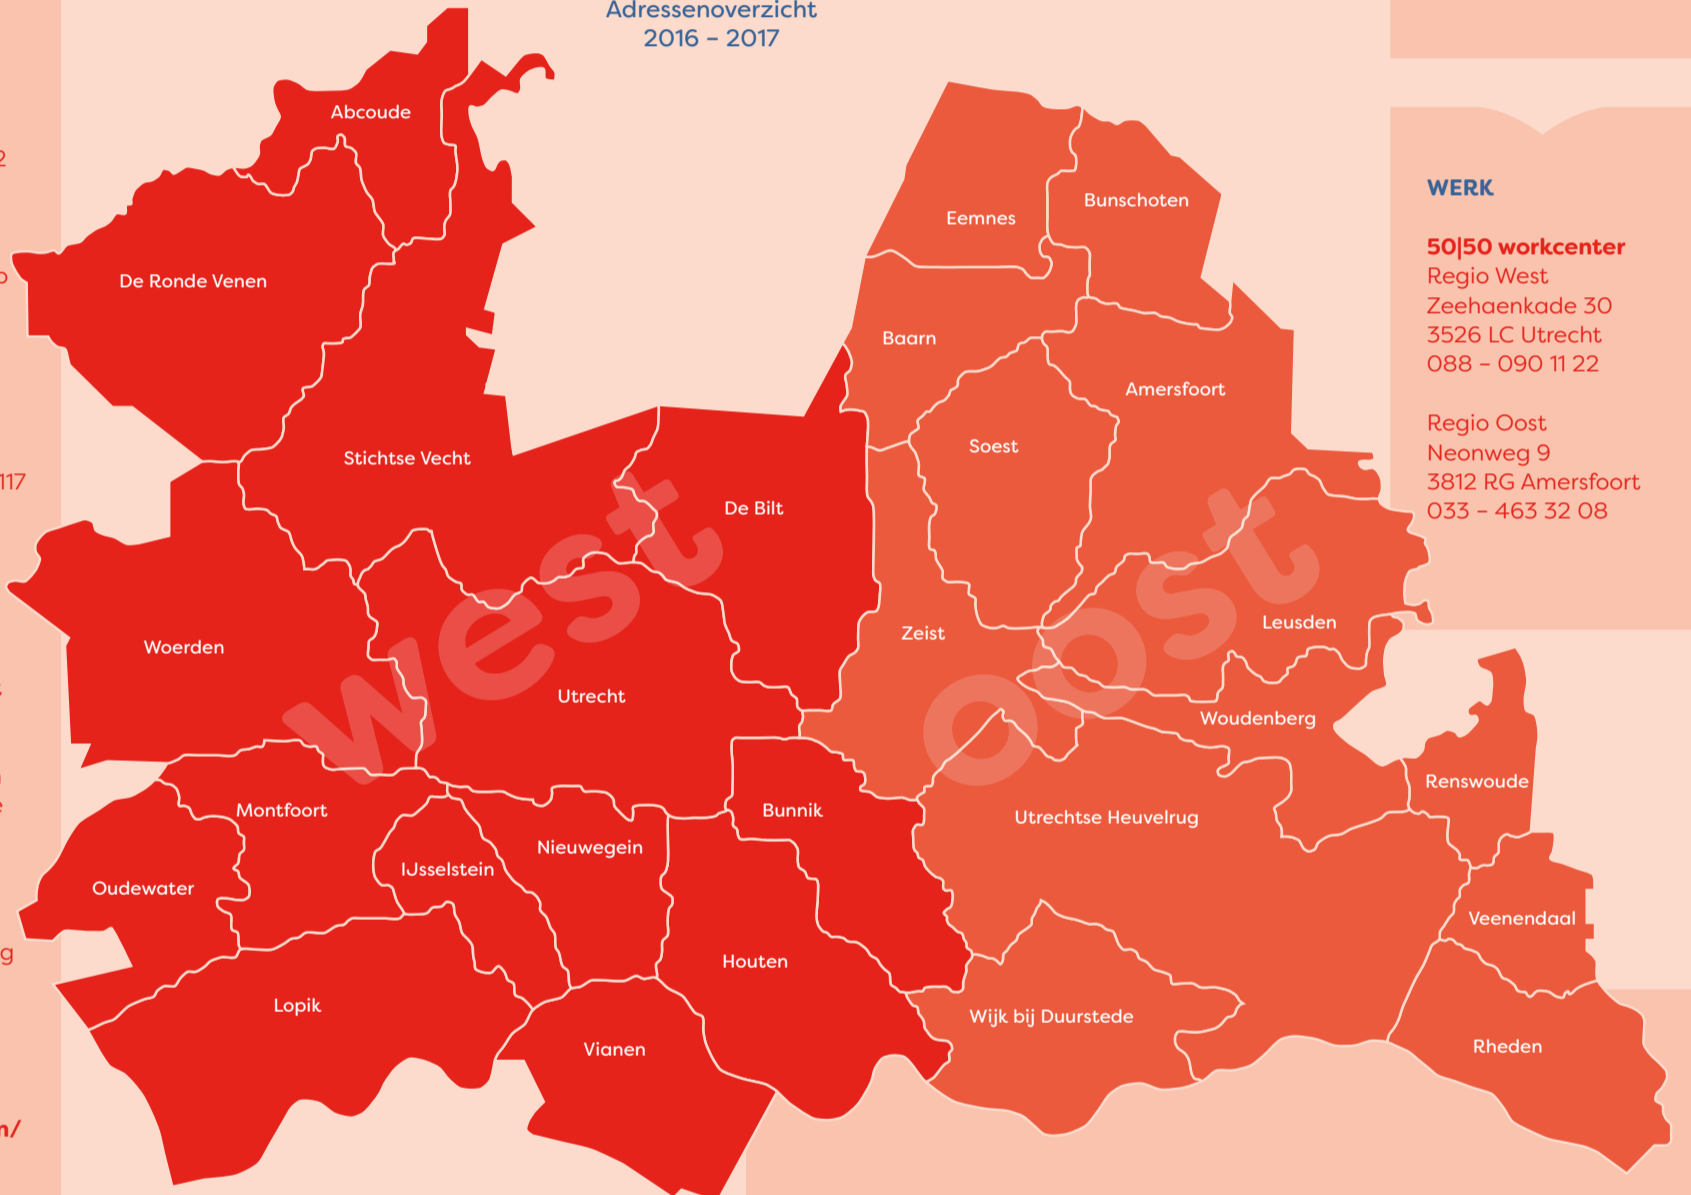 Adressenoverzicht
2016 – 2017
Abcoude
De Ronde Venen
Stichtse Vecht
De Bilt
Woerden
Utrecht
Montfoort
IJsselstein
Nieuwegein
Bunnik
Oudewater
Houten
Lopik
Vianen
west
Eemnes
Bunschoten
Baarn
Amersfoort
Soest
Leusden
Zeist
Woudenberg
Renswoude
Utrechtse Heuvelrug
Veenendaal
Wijk bij Duurstede
Rheden
oost
WERK
50|50 workcenter
Regio West
Zeehaenkade 30
3526 LC Utrecht
088 – 090 11 22
Regio Oost
Neonweg 9
3812 RG Amersfoort
033 – 463 32 08
117